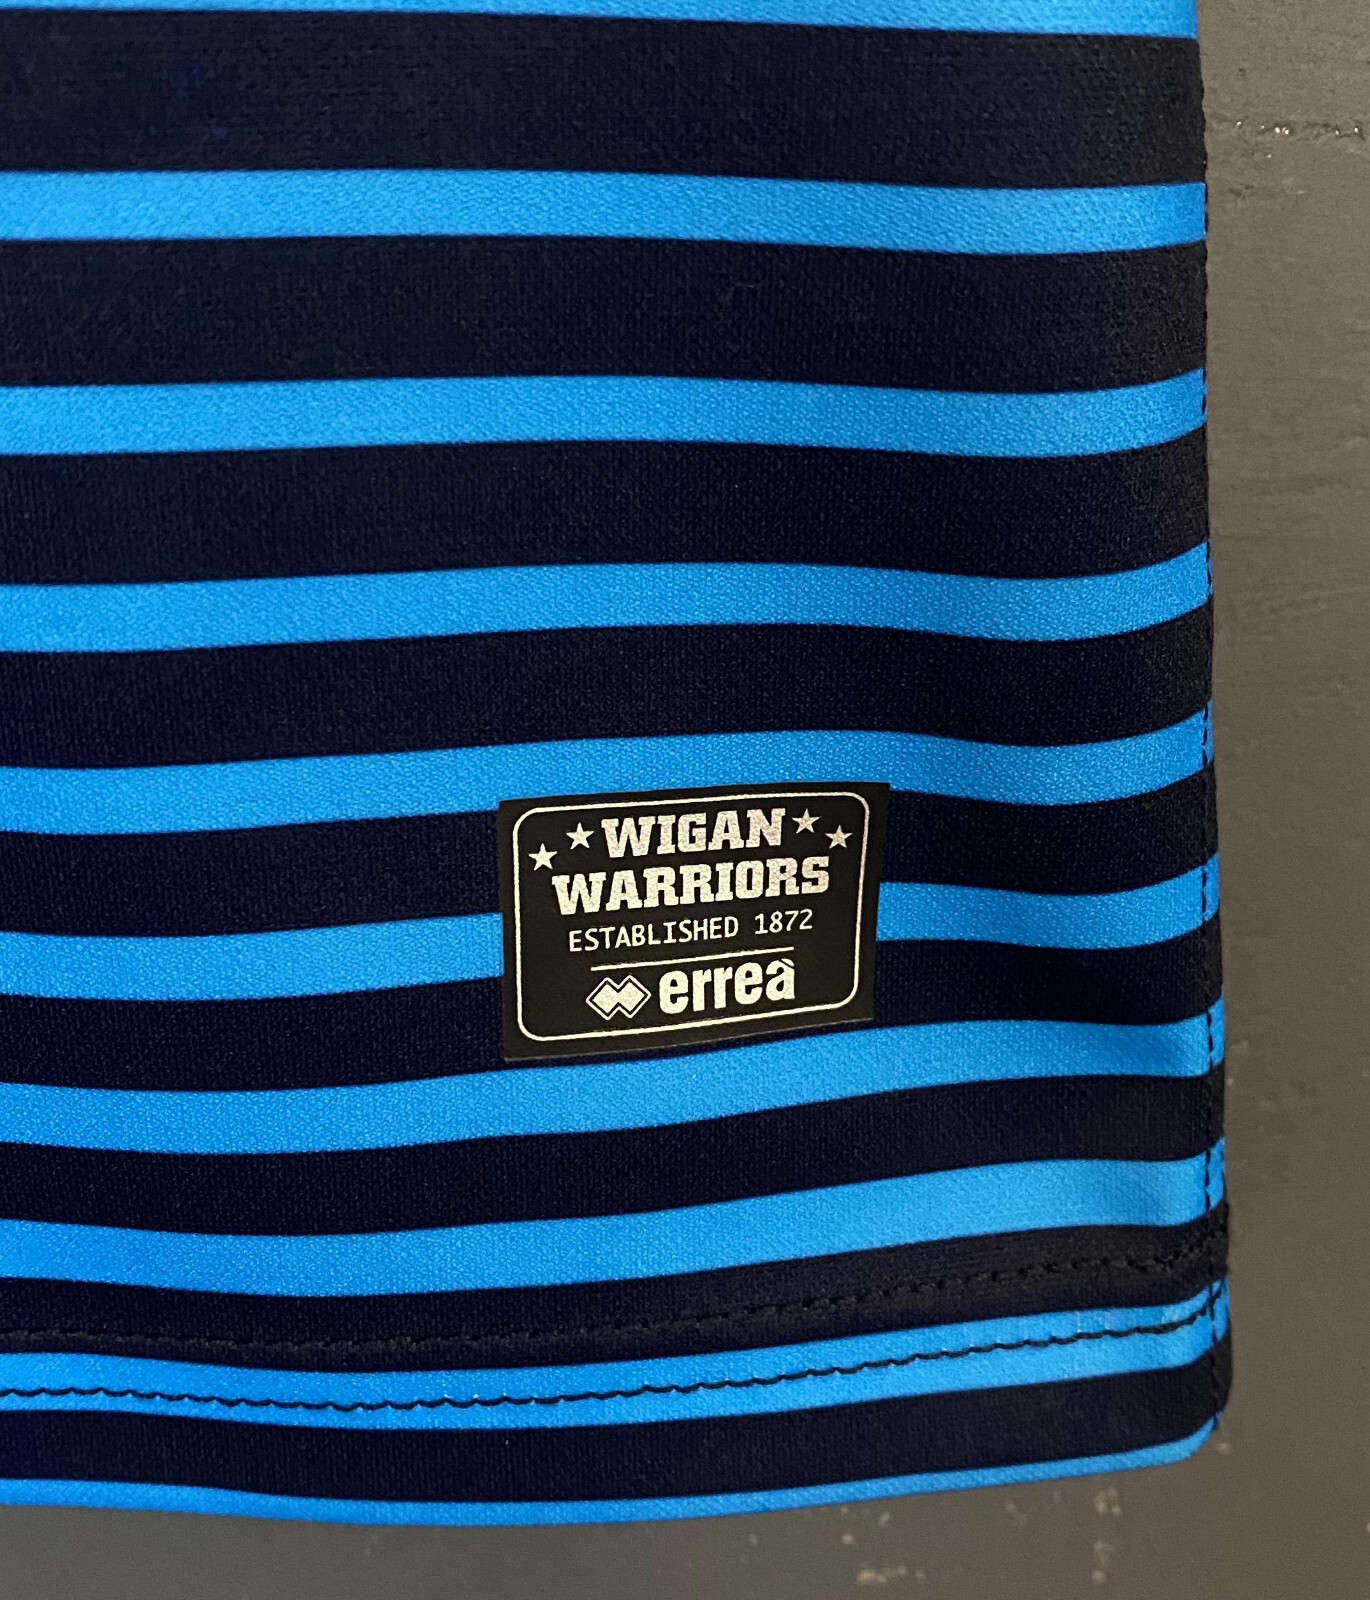 WIGAN
WARRIORS
ESTABLISHED 1872
erreà